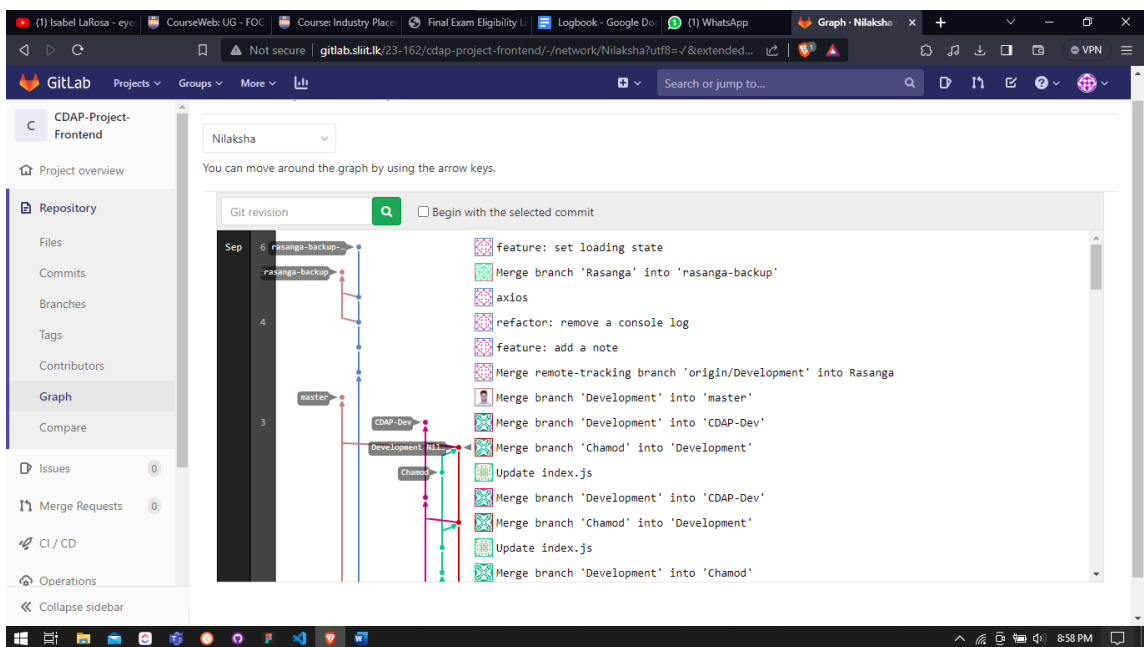 (1) Isabel LaRosa - eye
CourseWeb: UG - FOC
Course: Industry Place
Final Exam Eligibility Li
Logbook - Google Do
(1) WhatsApp
Graph · Nilaksha
Not secure | gitlab.sliit.lk/23-162/cdap-project-frontend/-/network/Nilaksha?utf8=✓&extended...
VPN
GitLab Projects Groups More Search or jump to...
C CDAP-Project-
Frontend
Project overview
Repository
Files
Commits
Branches
Tags
Contributors
Graph
Compare
Issues 0
Merge Requests 0
CI / CD
Operations
Collapse sidebar
Nilaksha
You can move around the graph by using the arrow keys.
Git revision Begin with the selected commit
Sep 6 rasanga-backup-… feature: set loading state
rasanga-backup Merge branch 'Rasanga' into 'rasanga-backup'
axios
4 refactor: remove a console log
feature: add a note
Merge remote-tracking branch 'origin/Development' into Rasanga
master Merge branch 'Development' into 'master'
3 CDAP-Dev Merge branch 'Development' into 'CDAP-Dev'
Development Nil… Merge branch 'Chamod' into 'Development'
Chamod Update index.js
Merge branch 'Development' into 'CDAP-Dev'
Merge branch 'Chamod' into 'Development'
Update index.js
Merge branch 'Development' into 'Chamod'
8:58 PM